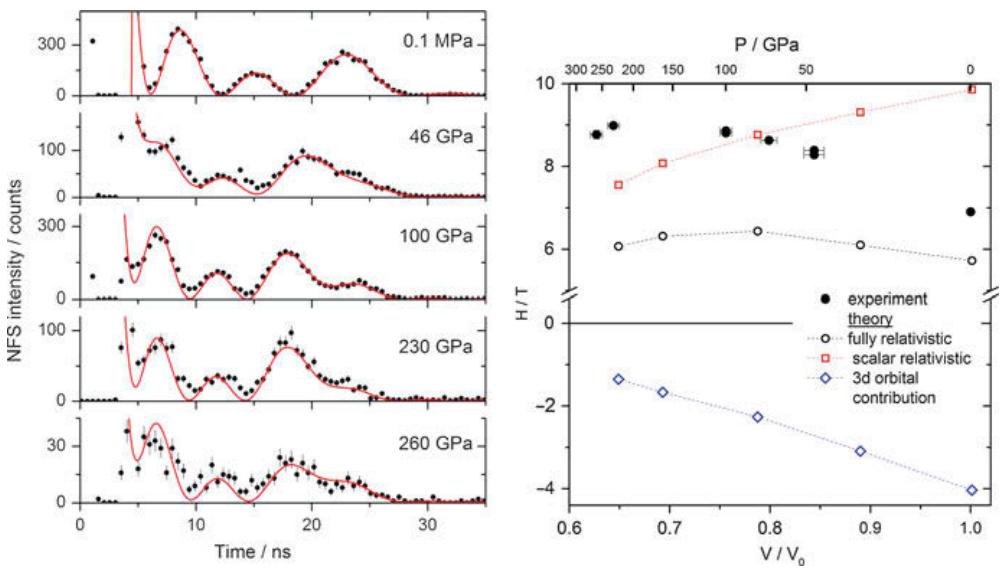 NFS intensity / counts
300
0
0.1 MPa
100
0
46 GPa
300
0
100 GPa
100
0
230 GPa
30
0
260 GPa
0 10 20 30
Time / ns
P / GPa
300 250 200 150 100 50 0
H / T
10
8
6
0
−2
−4
experiment
theory
fully relativistic
scalar relativistic
3d orbital
contribution
0.6 0.7 0.8 0.9 1.0
V / V₀